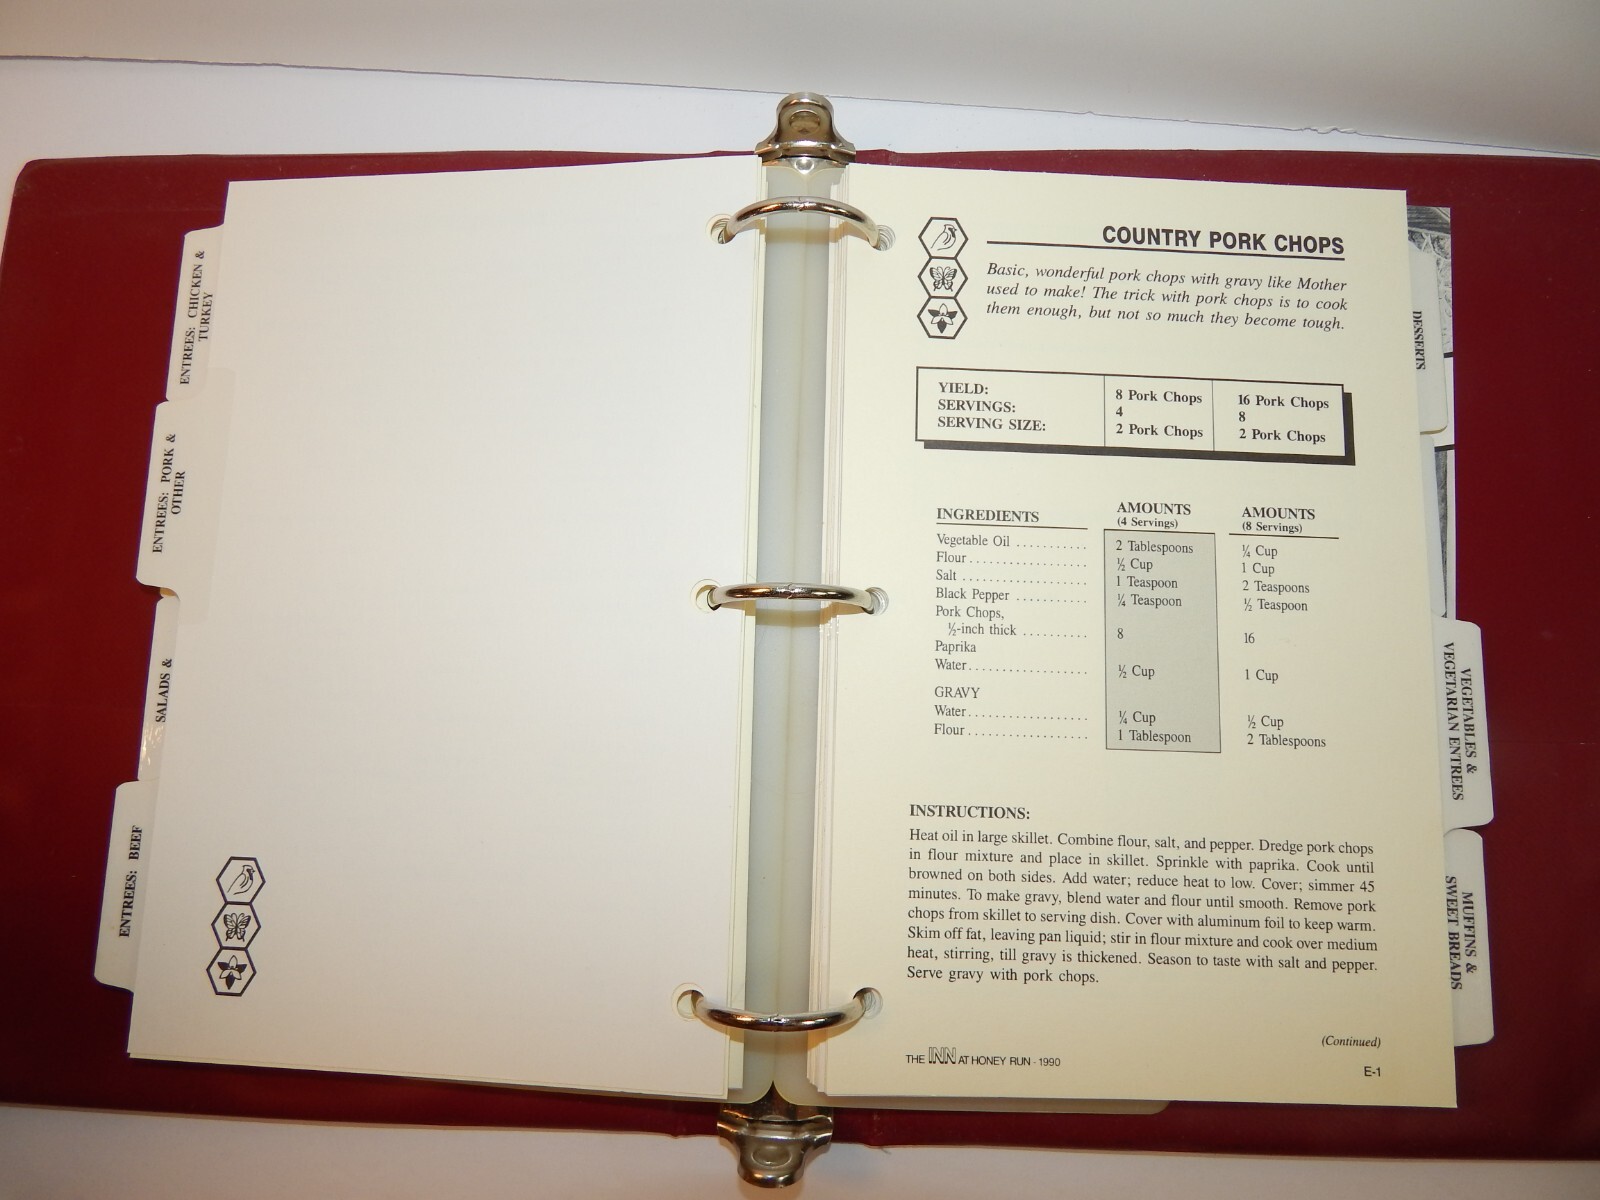 ENTREES: CHICKEN &
TURKEY
ENTREES: PORK &
OTHER
SALADS &
ENTREES: BEEF
COUNTRY PORK CHOPS
Basic, wonderful pork chops with gravy like Mother
used to make! The trick with pork chops is to cook
them enough, but not so much they become tough.
YIELD: 8 Pork Chops 16 Pork Chops
SERVINGS: 4 8
SERVING SIZE: 2 Pork Chops 2 Pork Chops
INGREDIENTS AMOUNTS AMOUNTS
(4 Servings) (8 Servings)
Vegetable Oil ........... 2 Tablespoons ¼ Cup
Flour.................. ½ Cup 1 Cup
Salt ................... 1 Teaspoon 2 Teaspoons
Black Pepper ........... ¼ Teaspoon ½ Teaspoon
Pork Chops,
½-inch thick .......... 8 16
Paprika
Water.................. ½ Cup 1 Cup
GRAVY
Water.................. ¼ Cup ½ Cup
Flour.................. 1 Tablespoon 2 Tablespoons
INSTRUCTIONS:
Heat oil in large skillet. Combine flour, salt, and pepper. Dredge pork chops
in flour mixture and place in skillet. Sprinkle with paprika. Cook until
browned on both sides. Add water; reduce heat to low. Cover; simmer 45
minutes. To make gravy, blend water and flour until smooth. Remove pork
chops from skillet to serving dish. Cover with aluminum foil to keep warm.
Skim off fat, leaving pan liquid; stir in flour mixture and cook over medium
heat, stirring, till gravy is thickened. Season to taste with salt and pepper.
Serve gravy with pork chops.
(Continued)
THE INN AT HONEY RUN - 1990
E-1
DESSERTS
VEGETABLES &
VEGETARIAN ENTREES
MUFFINS &
SWEET BREADS